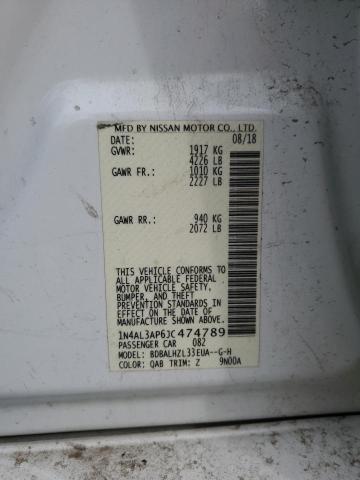 MFD BY NISSAN MOTOR CO., LTD.
DATE: 08/18
GVWR: 1917 KG
4226 LB
GAWR FR.: 1010 KG
2227 LB
GAWR RR.: 940 KG
2072 LB
THIS VEHICLE CONFORMS
TO ALL APPLICABLE FEDERAL
MOTOR VEHICLE SAFETY,
BUMPER, AND THEFT
PREVENTION STANDARDS IN
EFFECT ON THE DATE OF
MANUFACTURE SHOWN ABOVE.
1N4AL3AP6JC474789
PASSENGER CAR 082
MODEL: BDBALHZL33EUA--G-H
COLOR: QAB TRIM: Z 9N00A